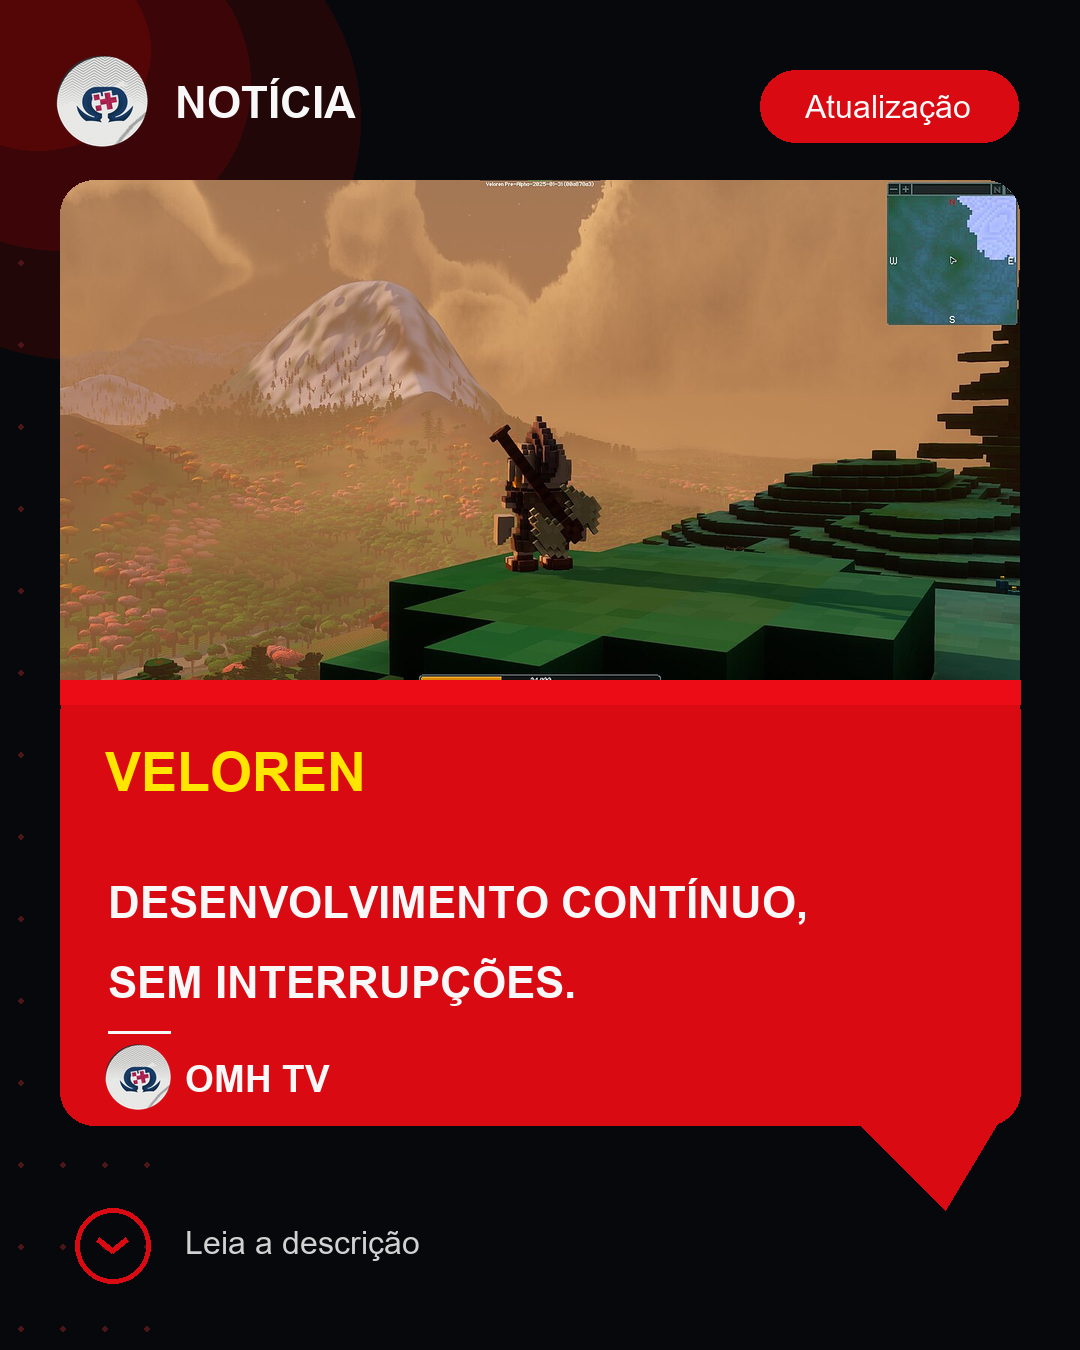 NOTÍCIA
Atualização
N
W
E
S
VELOREN
DESENVOLVIMENTO CONTÍNUO,
SEM INTERRUPÇÕES.
OMH TV
Leia a descrição